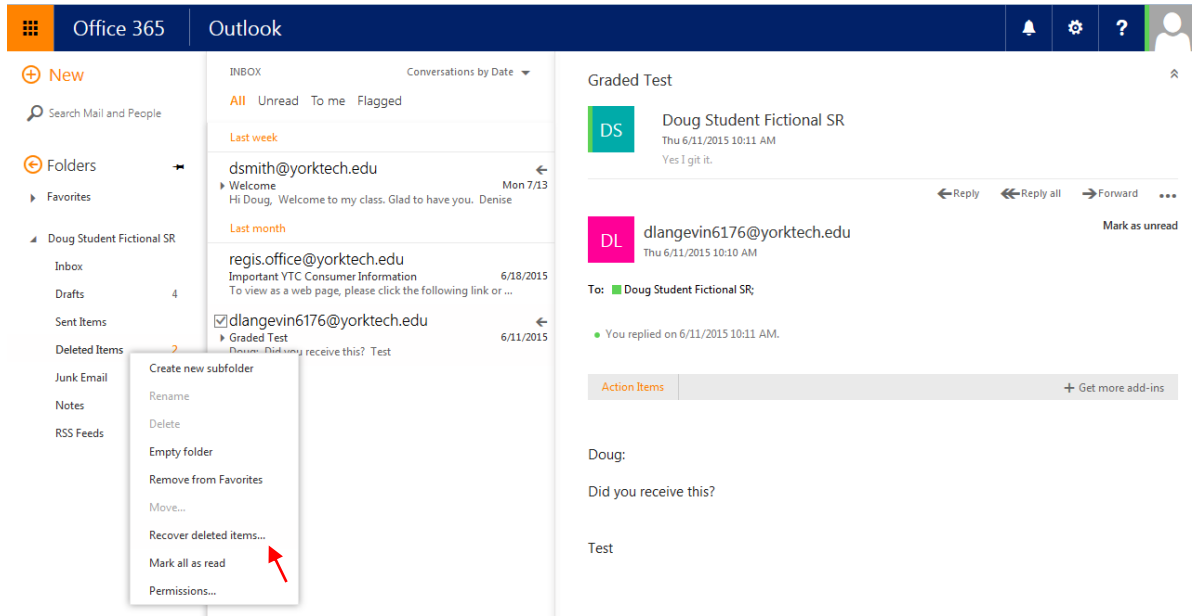 Office 365
Outlook
?
New
Search Mail and People
Folders
Favorites
Doug Student Fictional SR
Inbox
Drafts 4
Sent Items
Deleted Items 2
Junk Email
Notes
RSS Feeds
Create new subfolder
Rename
Delete
Empty folder
Remove from Favorites
Move...
Recover deleted items...
Mark all as read
Permissions...
INBOX Conversations by Date
All Unread To me Flagged
Last week
dsmith@yorktech.edu
Welcome Mon 7/13
Hi Doug, Welcome to my class. Glad to have you. Denise
Last month
regis.office@yorktech.edu
Important YTC Consumer Information 6/18/2015
To view as a web page, please click the following link or ...
dlangevin6176@yorktech.edu
Graded Test 6/11/2015
Doug: Did you receive this? Test
Graded Test
DS
Doug Student Fictional SR
Thu 6/11/2015 10:11 AM
Yes I git it.
Reply Reply all Forward ...
DL
dlangevin6176@yorktech.edu
Mark as unread
Thu 6/11/2015 10:10 AM
To: Doug Student Fictional SR;
You replied on 6/11/2015 10:11 AM.
Action Items
+ Get more add-ins
Doug:
Did you receive this?
Test